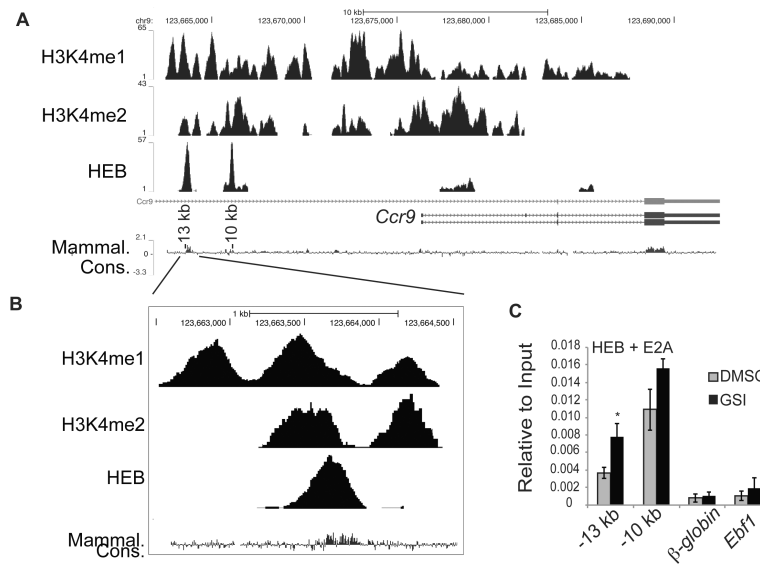 A
chr9:
10 kb
123,665,000 123,670,000 123,675,000 123,680,000 123,685,000 123,690,000
65
H3K4me1
1
43
H3K4me2
1
57
HEB
1
Ccr9
13 kb
10 kb
Ccr9
2.1
Mammal.
0
Cons.
-3.3
B
1 kb
123,663,000 123,663,500 123,664,000 123,664,500
H3K4me1
H3K4me2
HEB
Mammal.
Cons.
C
HEB + E2A
Relative to Input
0.018
0.016
0.014
0.012
0.010
0.008
0.006
0.004
0.002
0
*
DMSO
GSI
-13 kb
-10 kb
β-globin
Ebf1